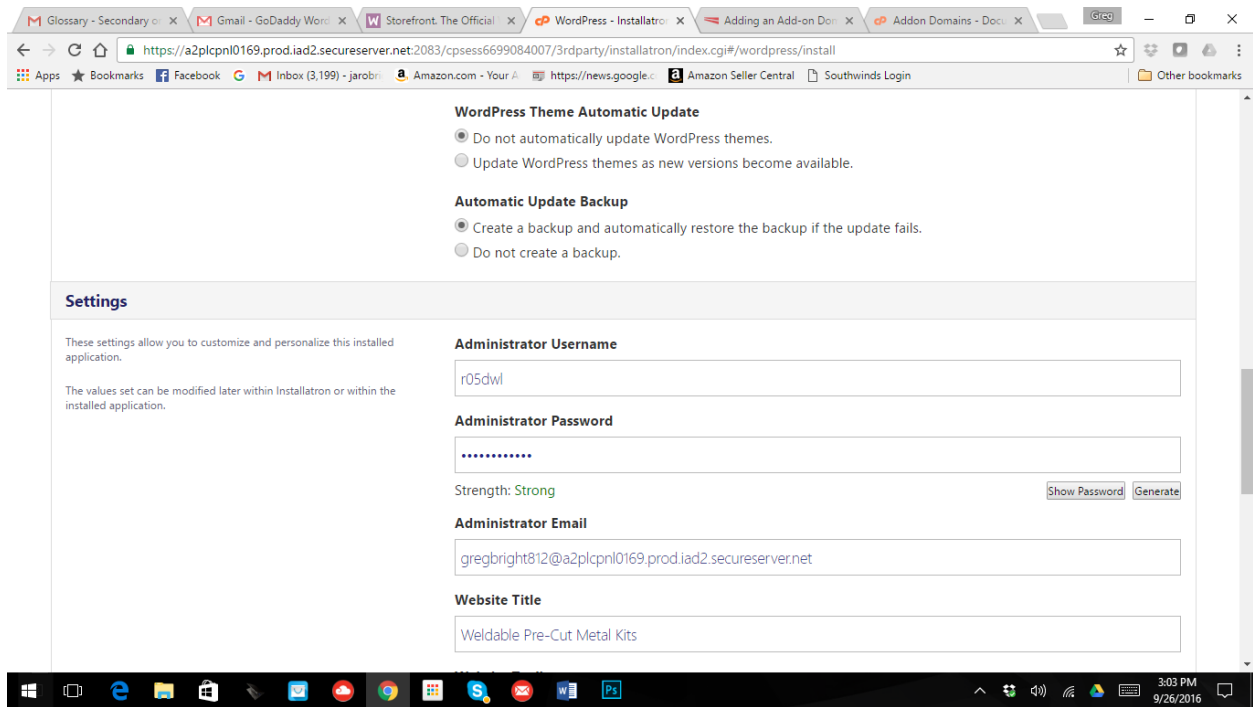 Glossary - Secondary or
Gmail - GoDaddy Word
Storefront. The Official
WordPress - Installatron
Adding an Add-on Don
Addon Domains - Docu
Greg
https://a2plcpnl0169.prod.iad2.secureserver.net:2083/cpsess6699084007/3rdparty/installatron/index.cgi#/wordpress/install
Apps
Bookmarks
Facebook
Inbox (3,199) - jarobri
Amazon.com - Your A
https://news.google.c
Amazon Seller Central
Southwinds Login
Other bookmarks
WordPress Theme Automatic Update
Do not automatically update WordPress themes.
Update WordPress themes as new versions become available.
Automatic Update Backup
Create a backup and automatically restore the backup if the update fails.
Do not create a backup.
Settings
These settings allow you to customize and personalize this installed
application.
The values set can be modified later within Installatron or within the
installed application.
Administrator Username
r05dwl
Administrator Password
••••••••••••
Strength: Strong
Show Password
Generate
Administrator Email
gregbright812@a2plcpnl0169.prod.iad2.secureserver.net
Website Title
Weldable Pre-Cut Metal Kits
3:03 PM
9/26/2016